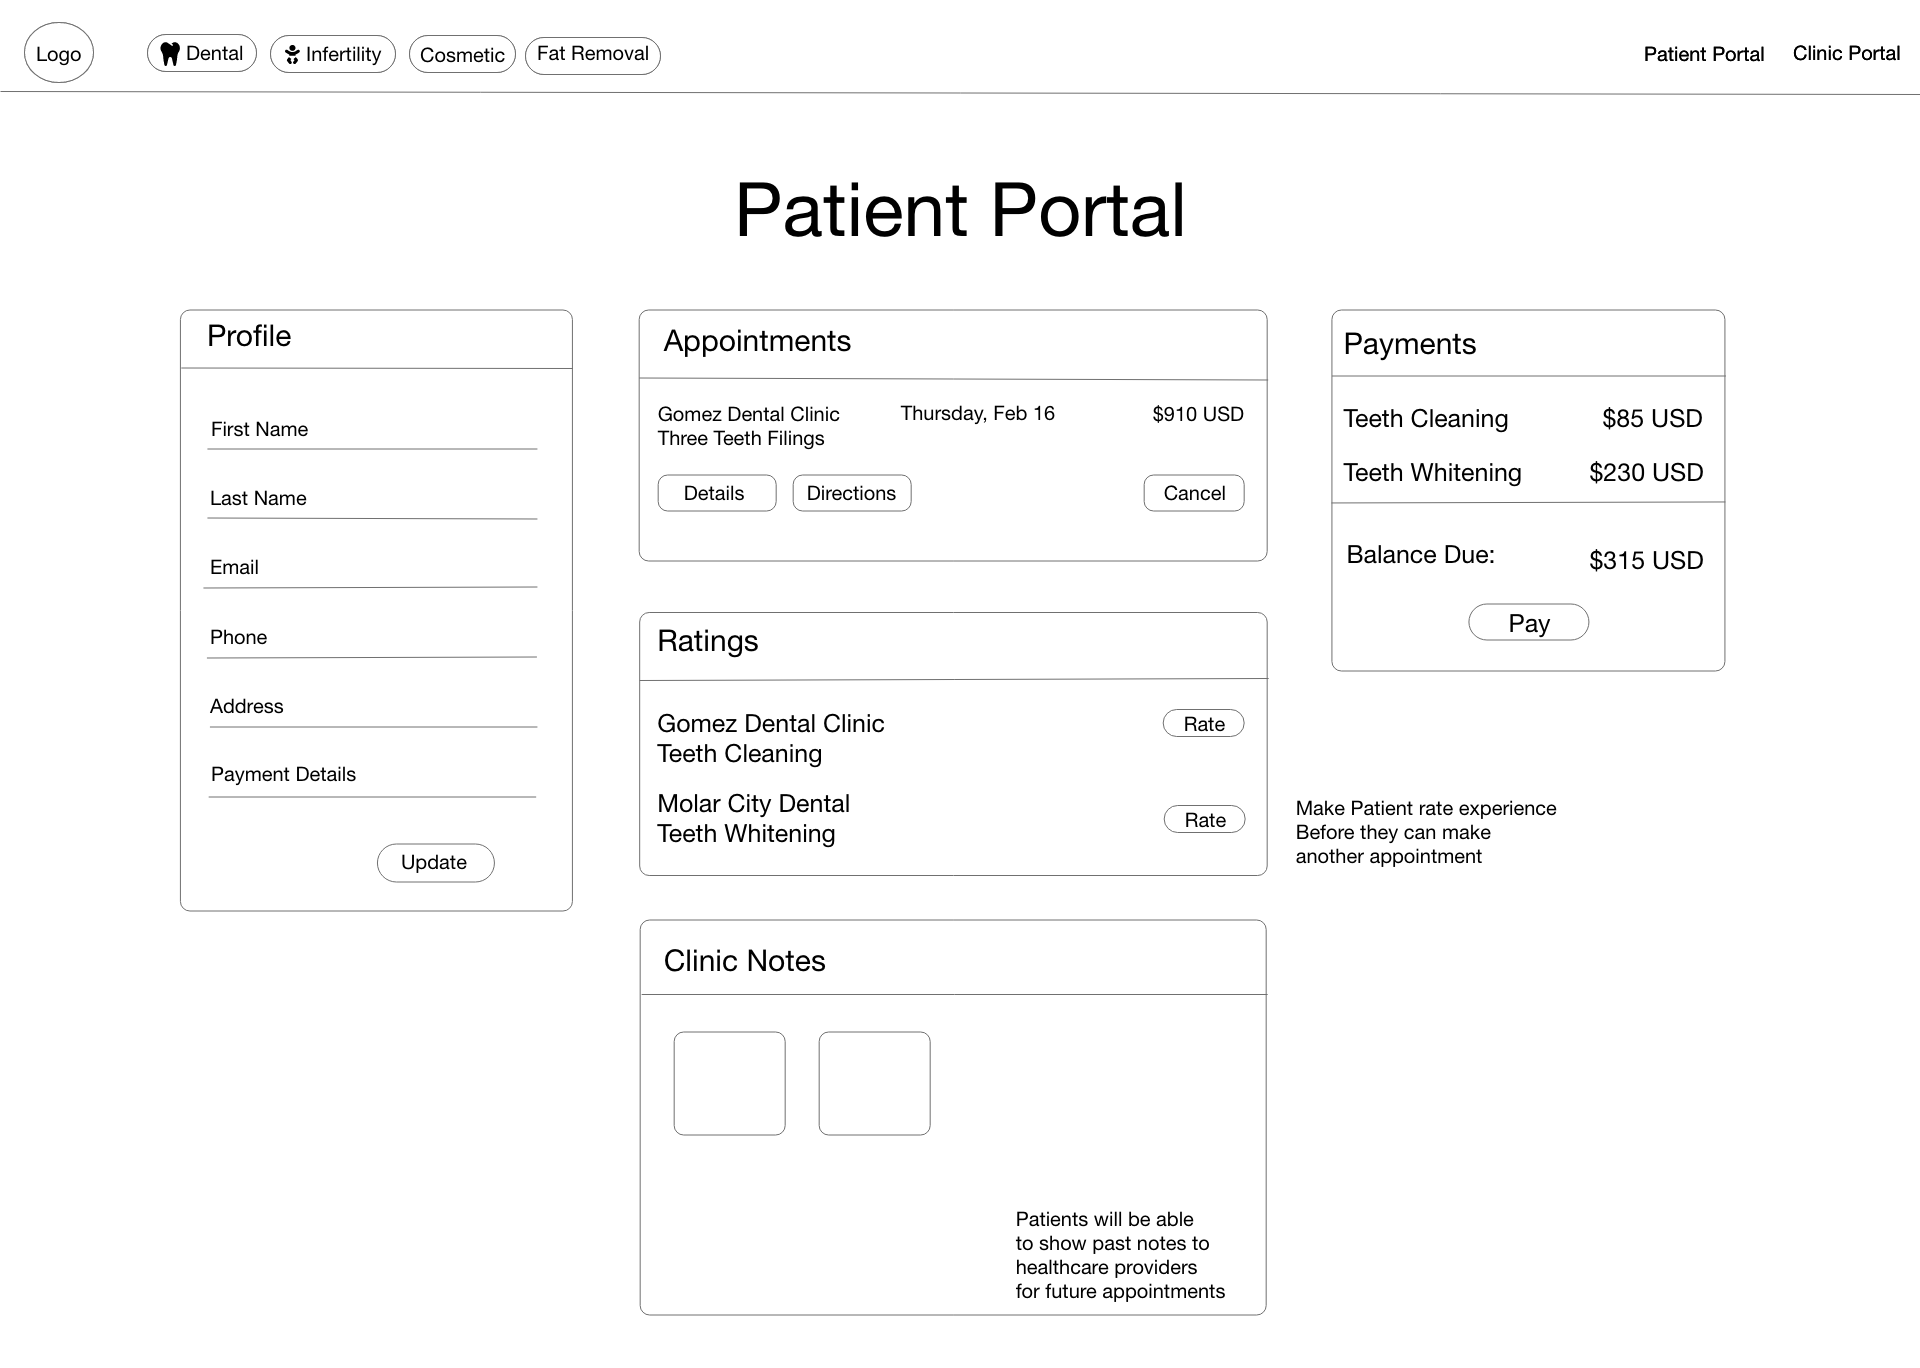 Logo
Dental
Infertility
Cosmetic
Fat Removal
Patient Portal
Clinic Portal
Patient Portal
Profile
First Name
Last Name
Email
Phone
Address
Payment Details
Update
Appointments
Gomez Dental Clinic
Thursday, Feb 16
$910 USD
Three Teeth Filings
Details
Directions
Cancel
Ratings
Gomez Dental Clinic
Teeth Cleaning
Rate
Molar City Dental
Teeth Whitening
Rate
Make Patient rate experience
Before they can make
another appointment
Clinic Notes
Patients will be able
to show past notes to
healthcare providers
for future appointments
Payments
Teeth Cleaning
$85 USD
Teeth Whitening
$230 USD
Balance Due:
$315 USD
Pay